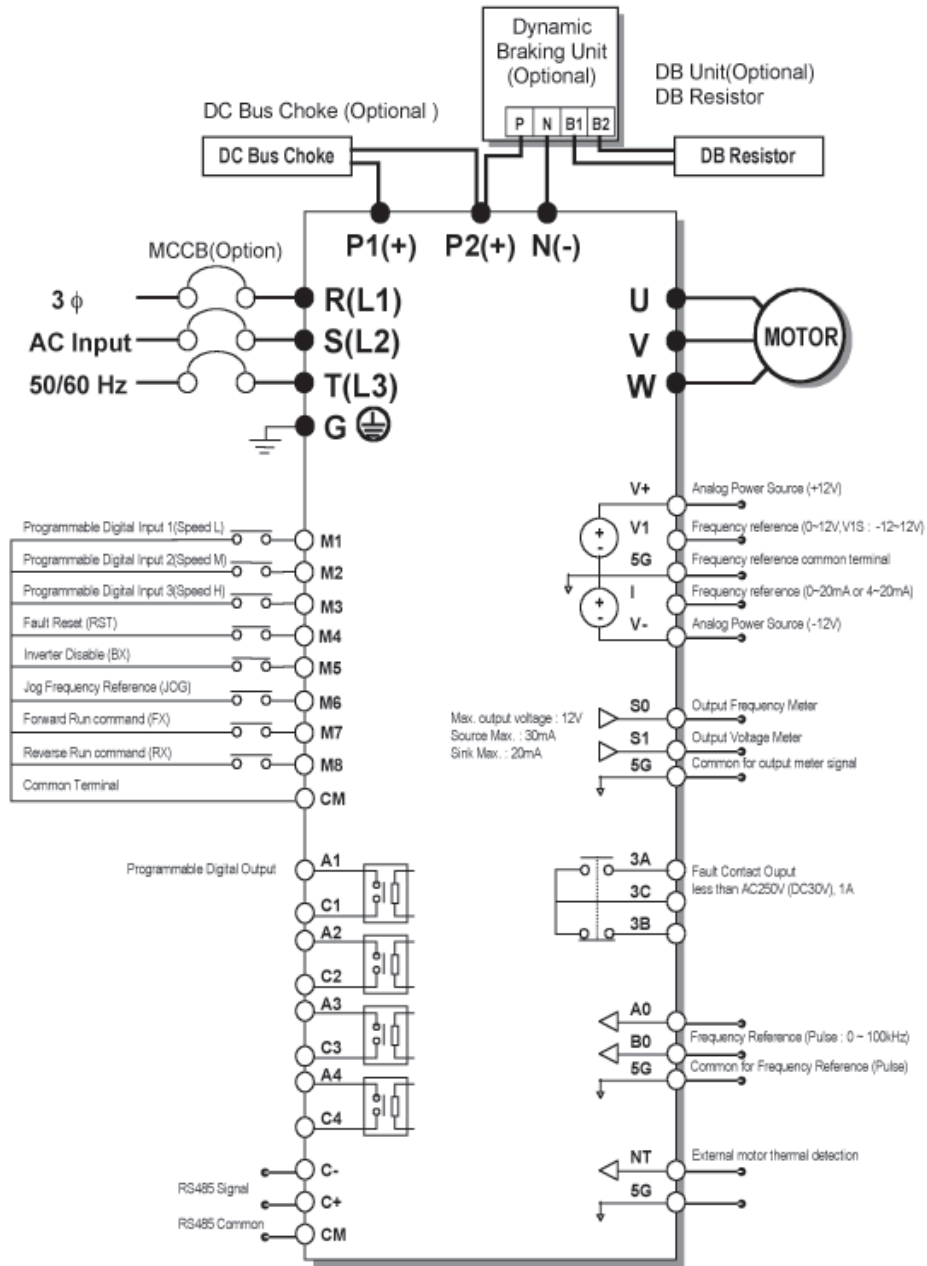 Dynamic
Braking Unit
(Optional)
P N B1 B2
DB Unit(Optional)
DB Resistor
DC Bus Choke (Optional )
DC Bus Choke
DB Resistor
P1(+) P2(+) N(-)
MCCB(Option)
3 ϕ
AC Input
50/60 Hz
R(L1)
S(L2)
T(L3)
G
U
V
W
MOTOR
Programmable Digital Input 1(Speed L)
M1
Programmable Digital Input 2(Speed M)
M2
Programmable Digital Input 3(Speed H)
M3
Fault Reset (RST)
M4
Inverter Disable (BX)
M5
Jog Frequency Reference (JOG)
M6
Forward Run command (FX)
M7
Reverse Run command (RX)
M8
Common Terminal
CM
Programmable Digital Output
A1
C1
A2
C2
A3
C3
A4
C4
RS485 Signal
C-
C+
RS485 Common
CM
V+ Analog Power Source (+12V)
V1 Frequency reference (0~12V,V1S : -12~12V)
5G Frequency reference common terminal
I Frequency reference (0~20mA or 4~20mA)
V- Analog Power Source (-12V)
+
-
+
-
Max. output voltage : 12V
Source Max. : 30mA
Sink Max. : 20mA
S0 Output Frequency Meter
S1 Output Voltage Meter
5G Common for output meter signal
3A Fault Contact Ouput
less than AC250V (DC30V), 1A
3C
3B
A0
Frequency Reference (Pulse : 0 ~ 100kHz)
B0
5G Common for Frequency Reference (Pulse)
NT External motor thermal detection
5G